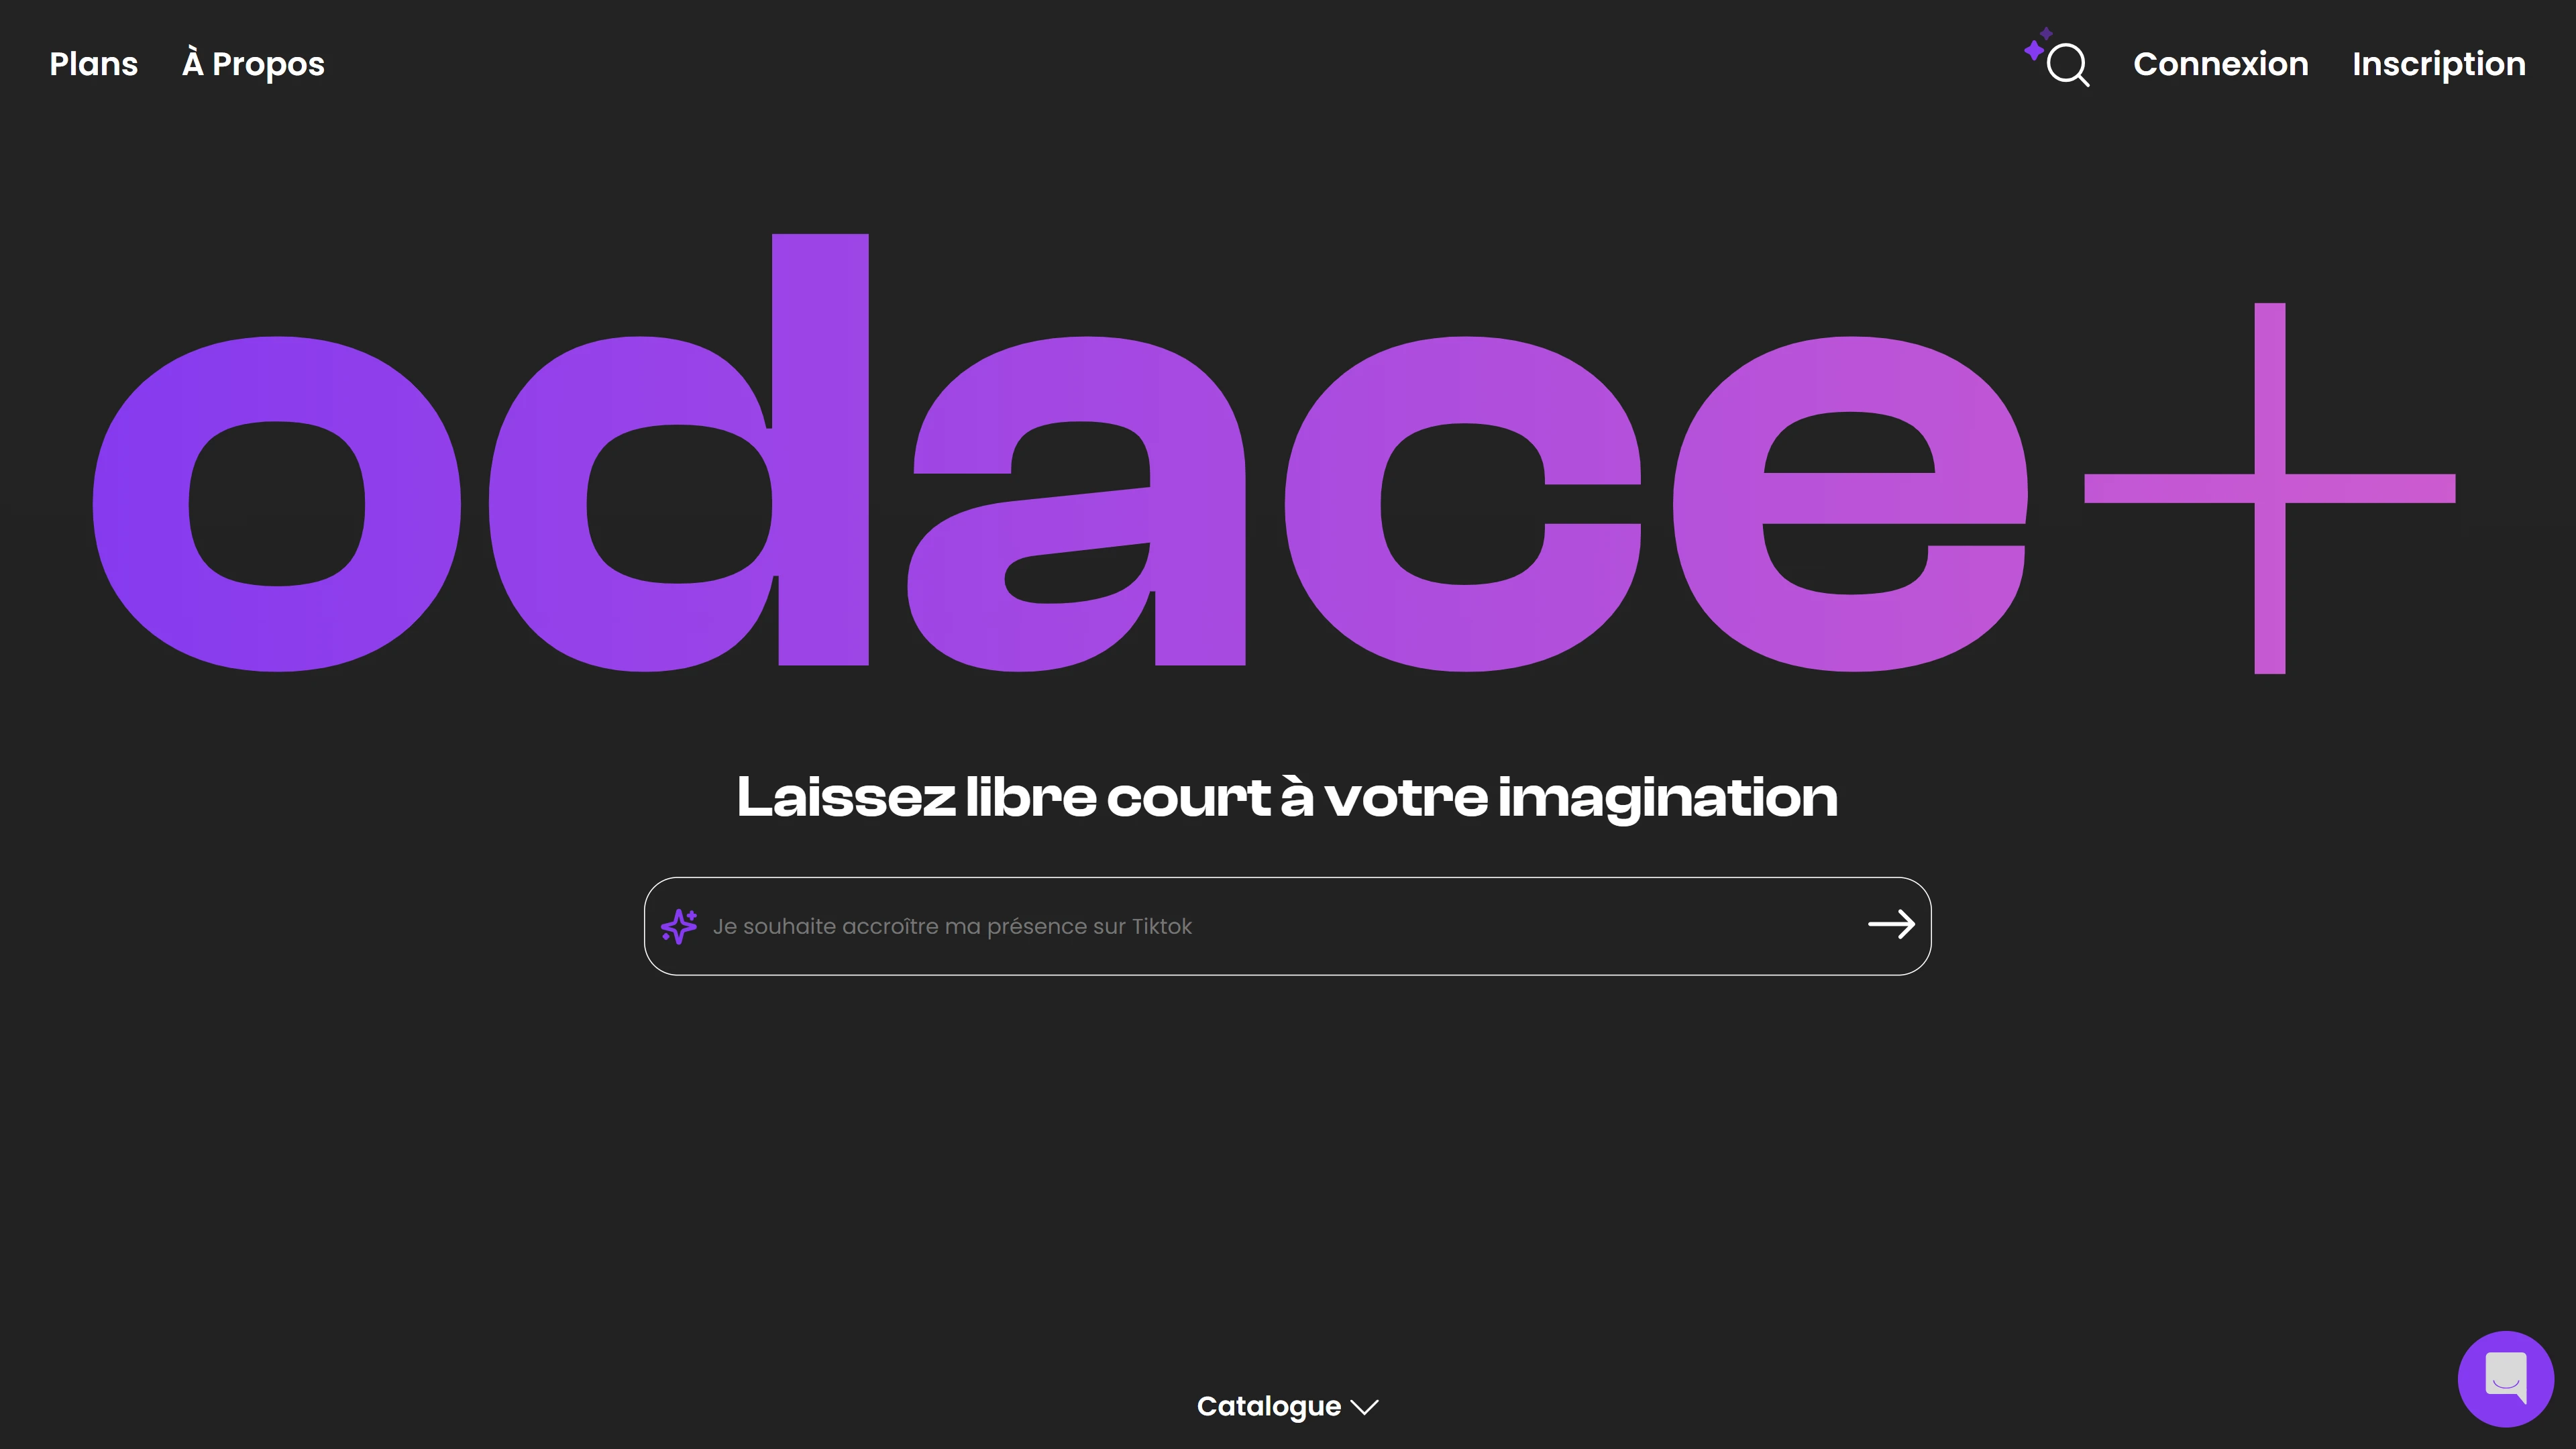 Plans À Propos Connexion Inscription
odace+
Laissez libre court à votre imagination
Je souhaite accroître ma présence sur Tiktok
Catalogue